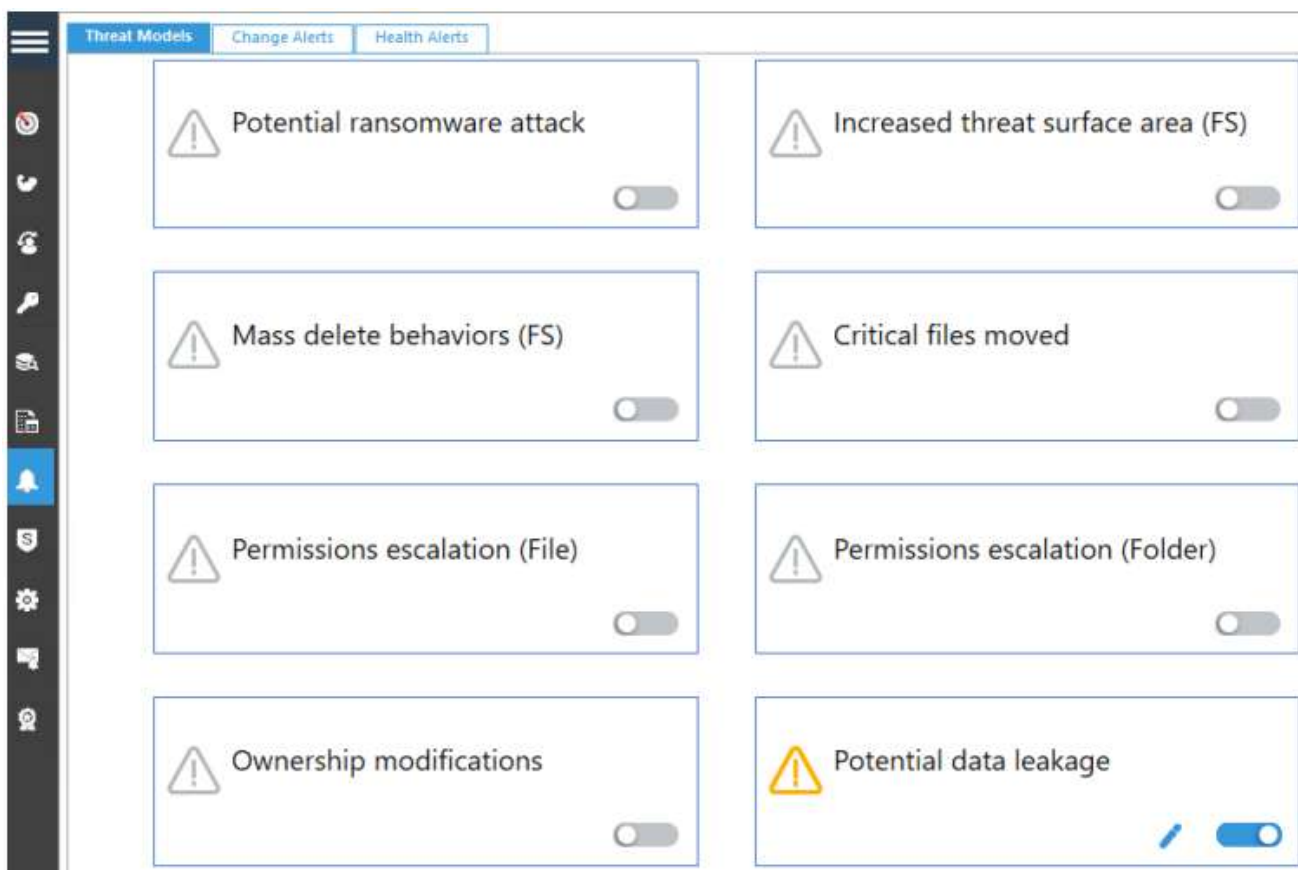 Threat Models
Change Alerts
Health Alerts
Potential ransomware attack
Increased threat surface area (FS)
Mass delete behaviors (FS)
Critical files moved
Permissions escalation (File)
Permissions escalation (Folder)
Ownership modifications
Potential data leakage
S